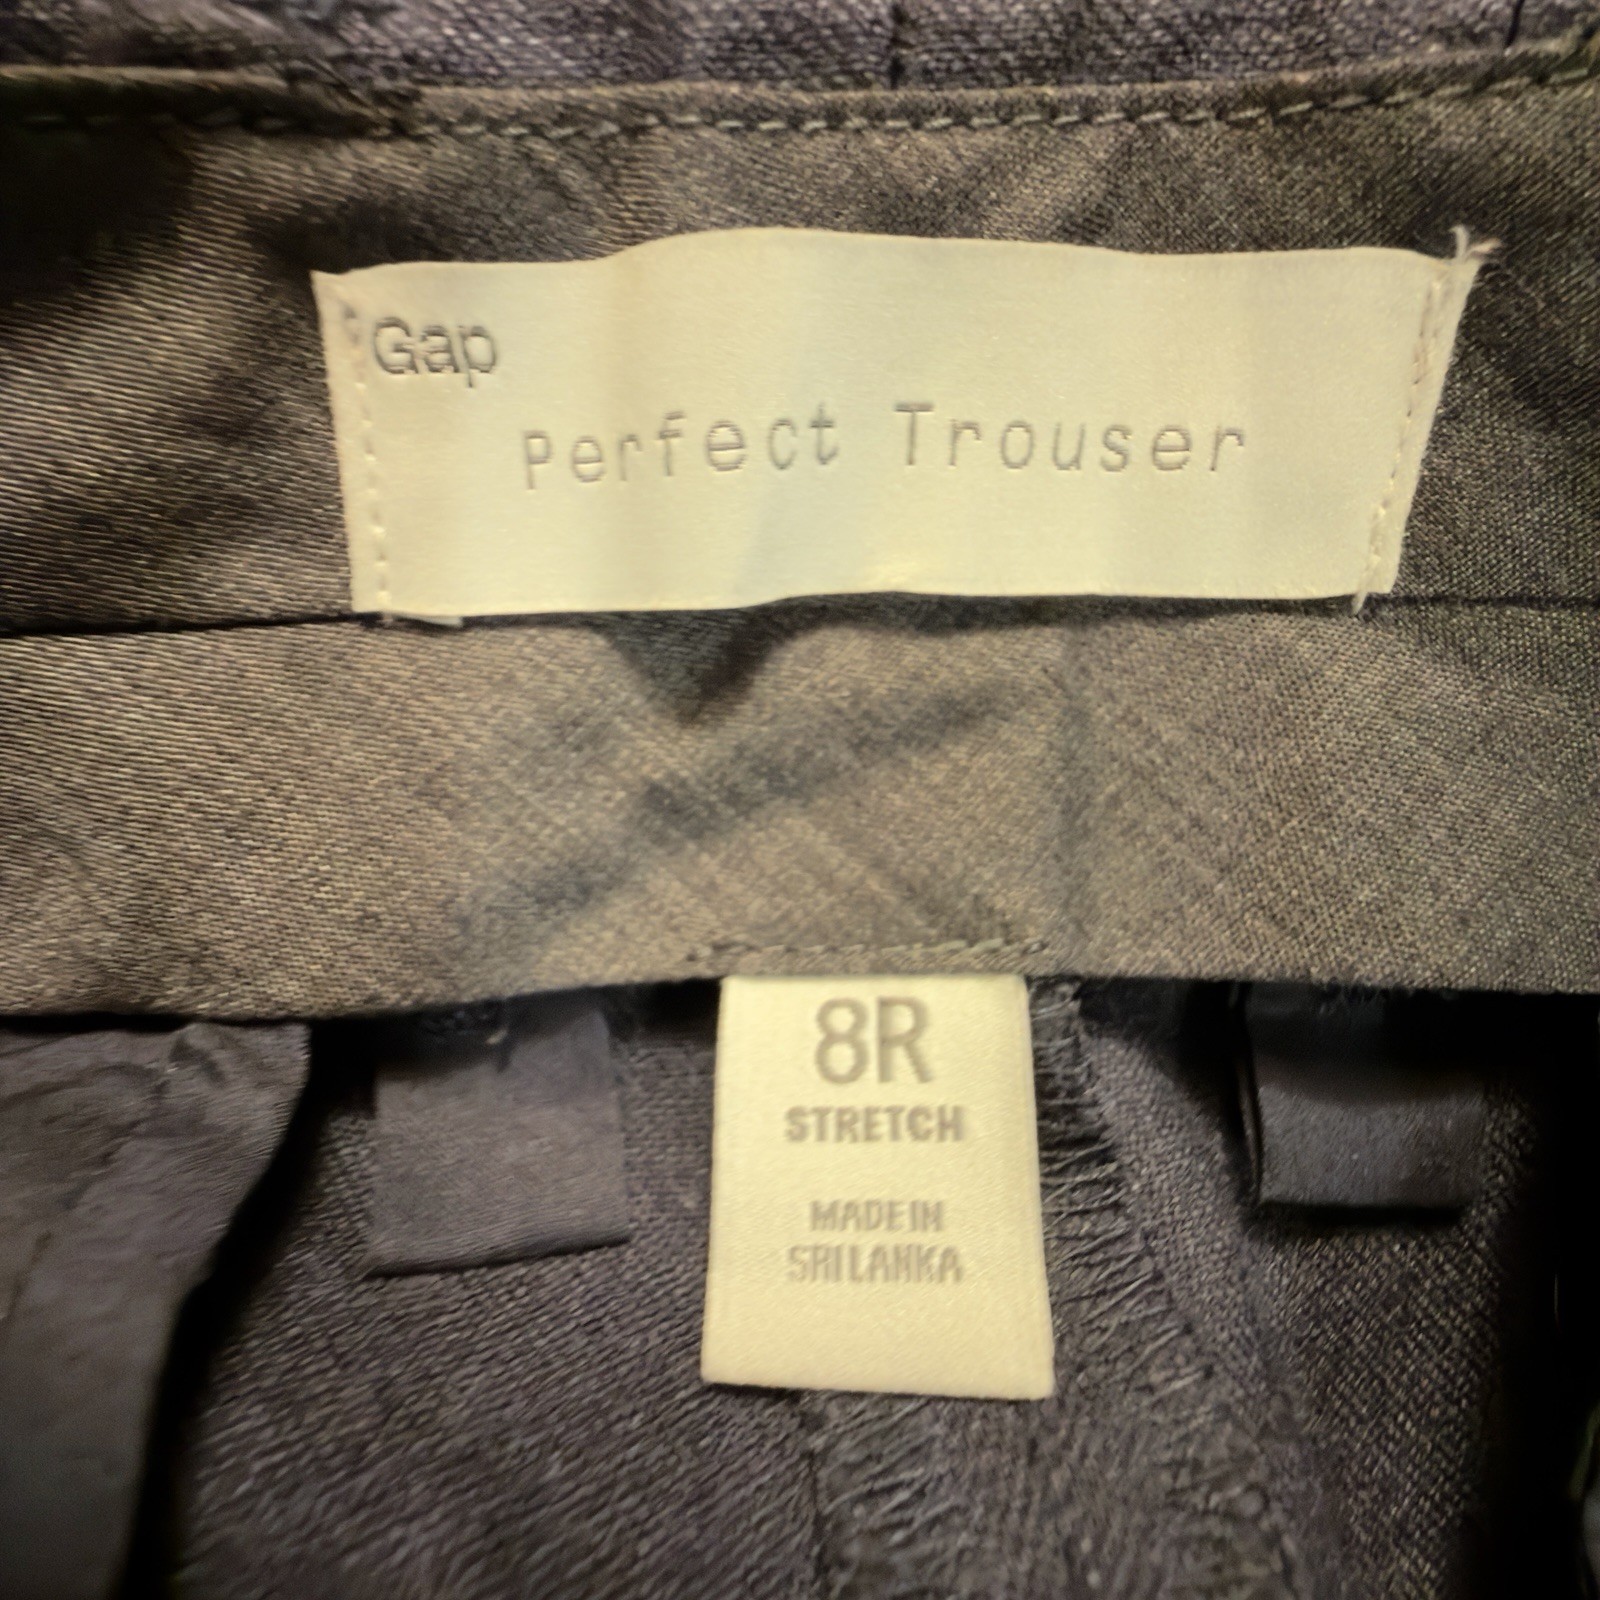 Gap
Perfect Trouser
8R
STRETCH
MADE IN
SRI LANKA